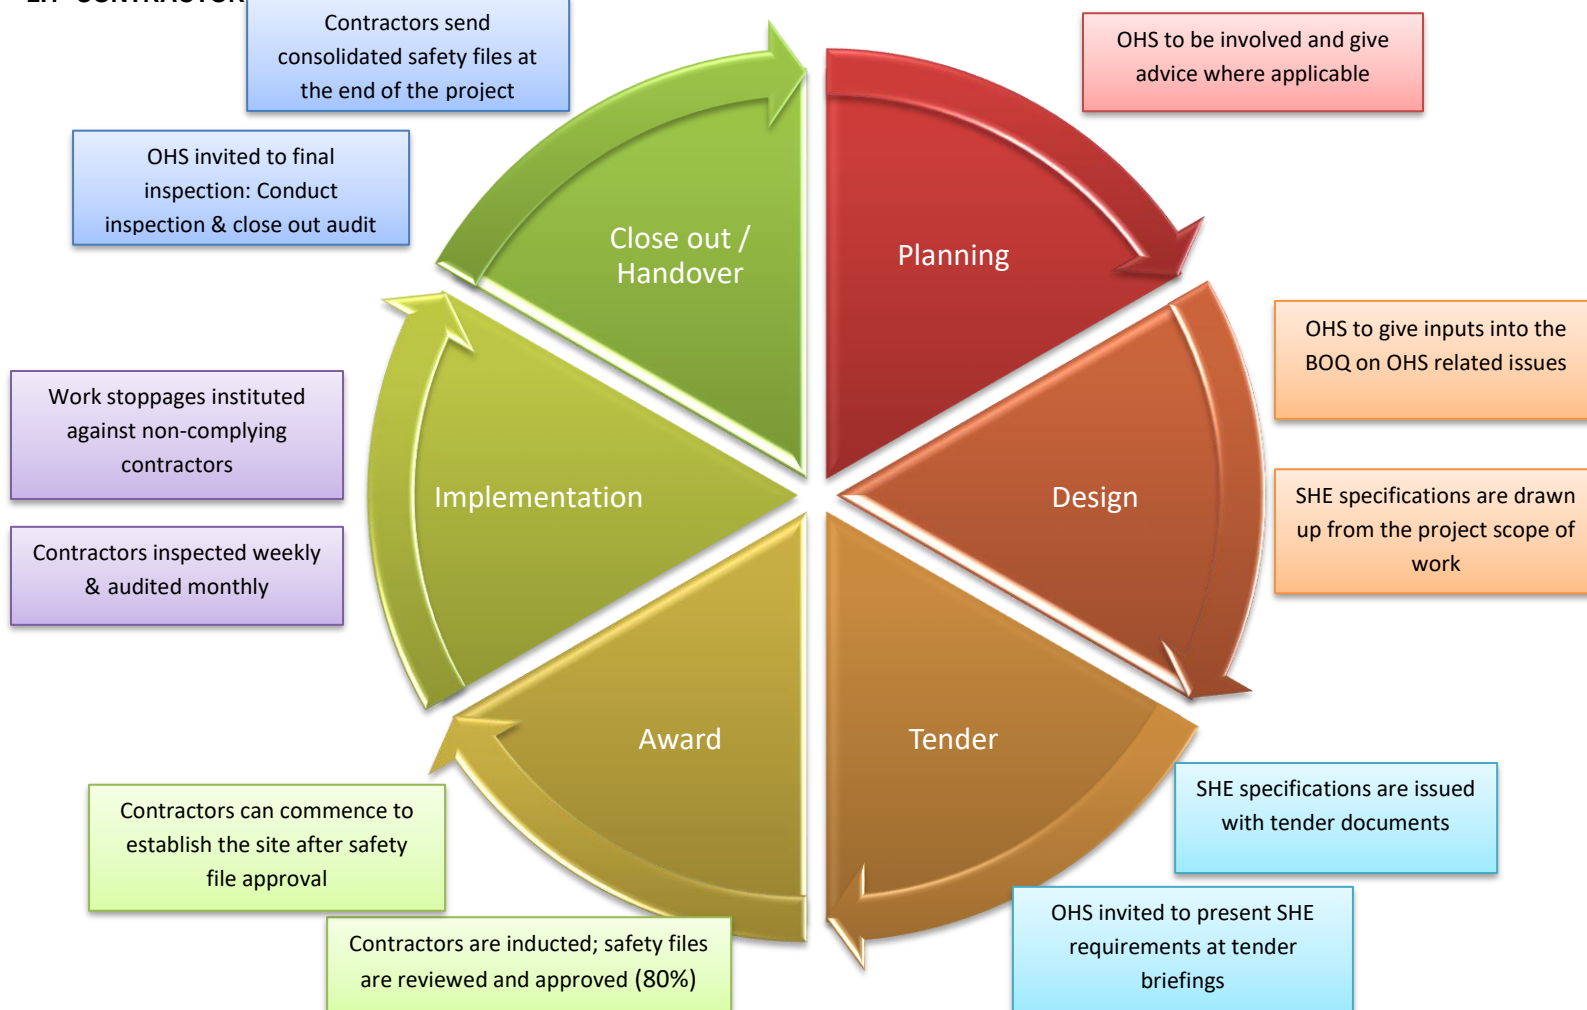 Contractors send
consolidated safety files at
the end of the project
OHS to be involved and give
advice where applicable
OHS invited to final
inspection: Conduct
inspection & close out audit
Close out /
Handover
Planning
OHS to give inputs into the
BOQ on OHS related issues
Work stoppages instituted
against non-complying
contractors
Implementation
Design
SHE specifications are drawn
up from the project scope of
work
Contractors inspected weekly
& audited monthly
Award
Tender
SHE specifications are issued
with tender documents
Contractors can commence to
establish the site after safety
file approval
OHS invited to present SHE
requirements at tender
briefings
Contractors are inducted; safety files
are reviewed and approved (80%)